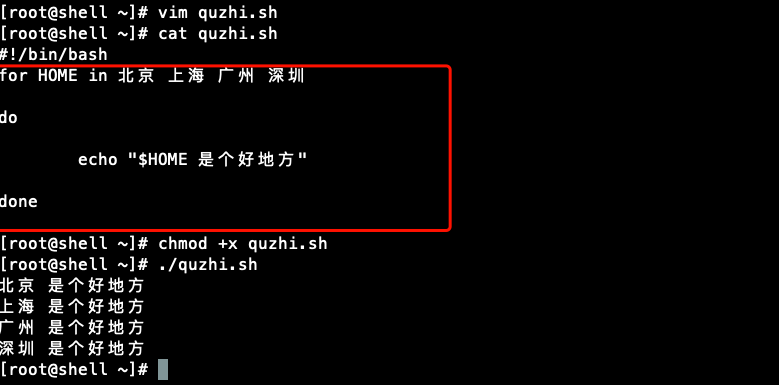 [root@shell ~]# vim quzhi.sh
[root@shell ~]# cat quzhi.sh
#!/bin/bash
for HOME in 北京 上海 广州 深圳
do
echo "$HOME 是个好地方"
done
[root@shell ~]# chmod +x quzhi.sh
[root@shell ~]# ./quzhi.sh
北京 是个好地方
上海 是个好地方
广州 是个好地方
深圳 是个好地方
[root@shell ~]#